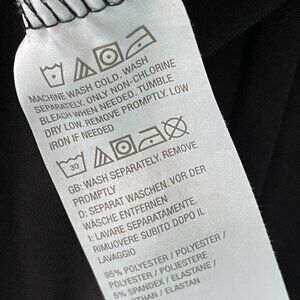 MACHINE WASH COLD. WASH
SEPARATELY. ONLY NON-CHLORINE
BLEACH WHEN NEEDED. TUMBLE
DRY LOW. REMOVE PROMPTLY. LOW
IRON IF NEEDED
30
GB: WASH SEPARATELY, REMOVE
PROMPTLY
D: SEPARAT WASCHEN. VOR DER
WÄSCHE ENTFERNEN
I: LAVARE SEPARATAMENTE.
RIMUOVERE SUBITO DOPO IL
LAVAGGIO
95% POLYESTER / POLYESTER /
POLYESTER / POLIESTERE
5% SPANDEX / ELASTANE /
ELASTAN